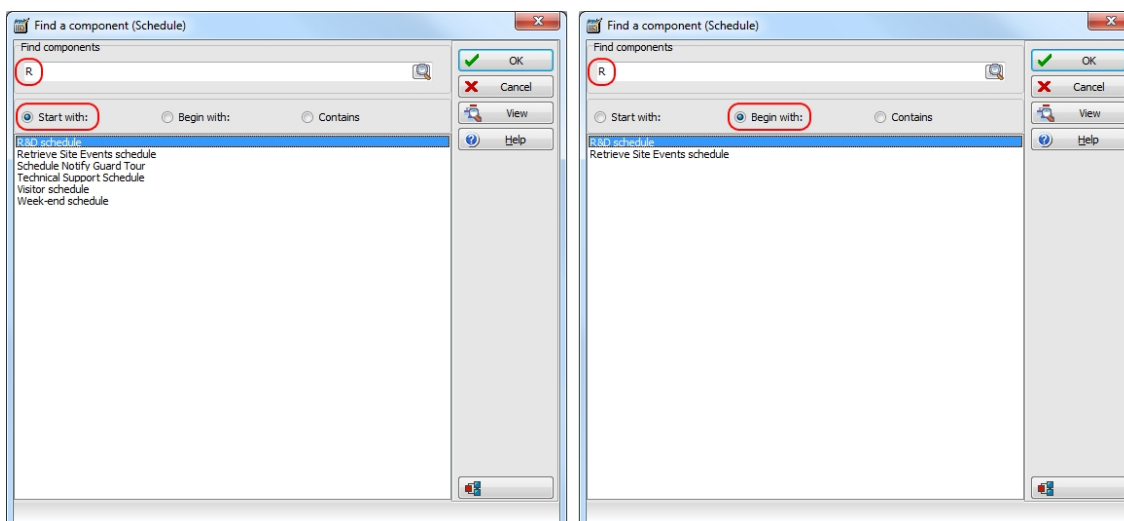 Find a component (Schedule)
Find components
R
OK
Cancel
Start with:
Begin with:
Contains
View
Help
R&D schedule
Retrieve Site Events schedule
Schedule Notify Guard Tour
Technical Support Schedule
Visitor schedule
Week-end schedule
Find a component (Schedule)
Find components
R
OK
Cancel
Start with:
Begin with:
Contains
View
Help
R&D schedule
Retrieve Site Events schedule